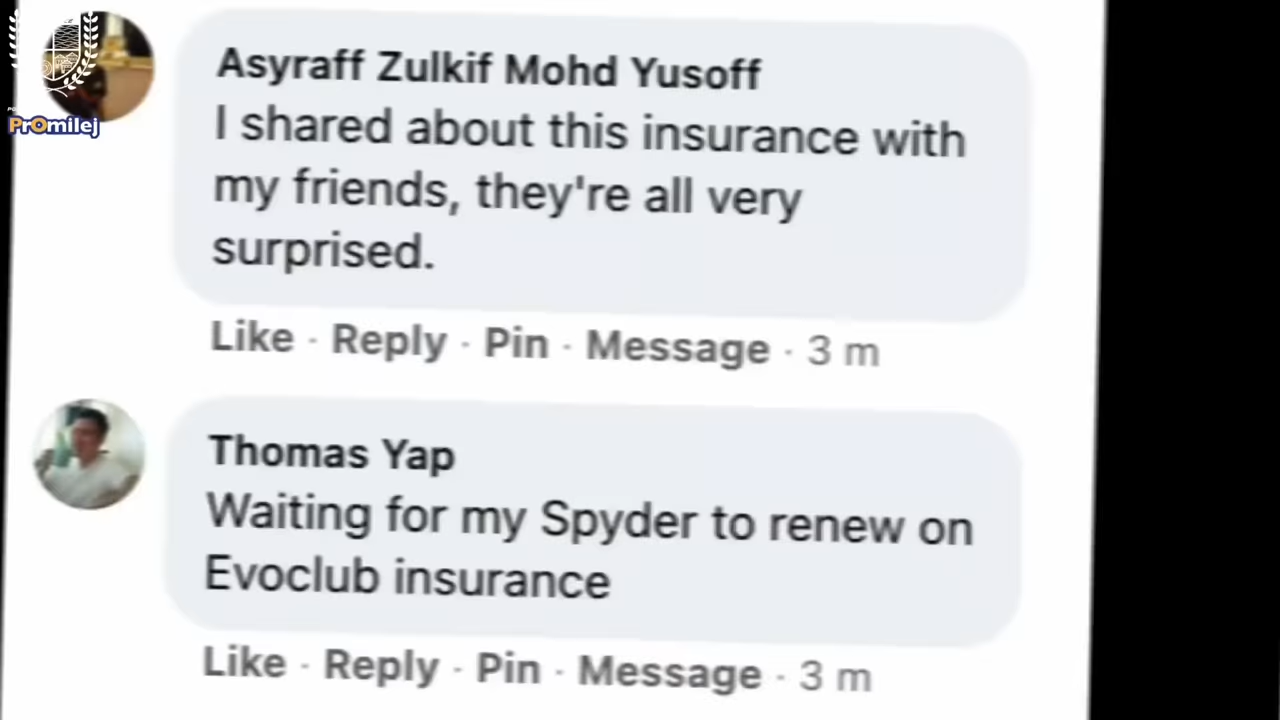 PrOmilej
Asyraff Zulkif Mohd Yusoff
I shared about this insurance with
my friends, they're all very
surprised.
Like · Reply · Pin · Message · 3 m
Thomas Yap
Waiting for my Spyder to renew on
Evoclub insurance
Like · Reply · Pin · Message · 3 m